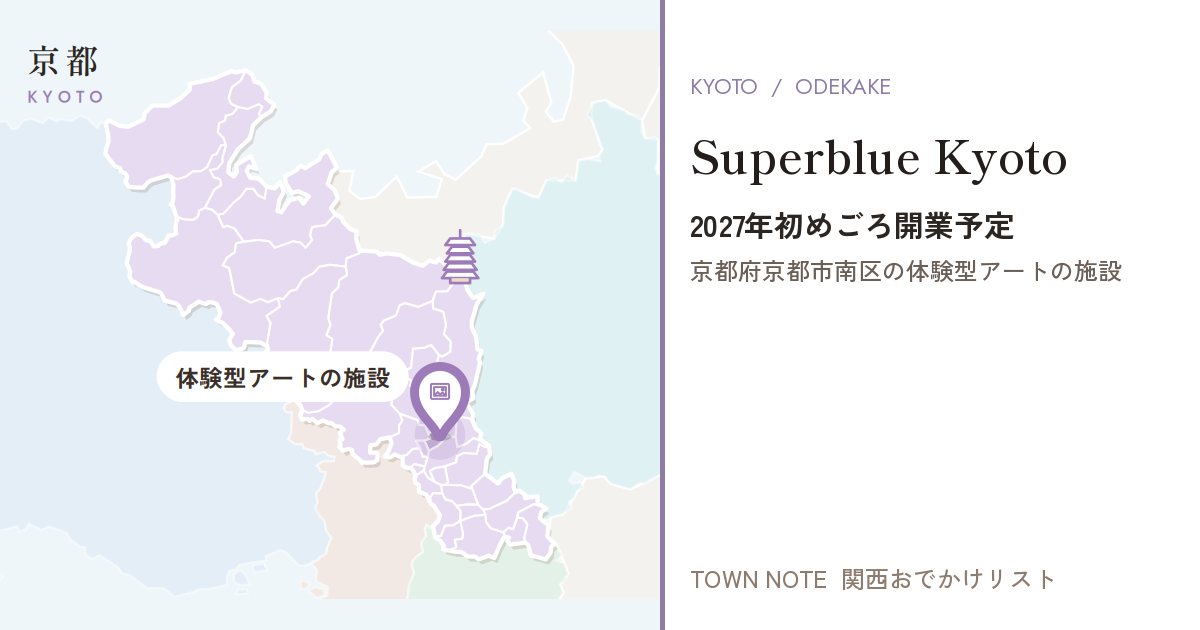 京都
KYOTO
体験型アートの施設
KYOTO / ODEKAKE
Superblue Kyoto
2027年初めごろ開業予定
京都府京都市南区の体験型アートの施設
TOWN NOTE 関西おでかけリスト